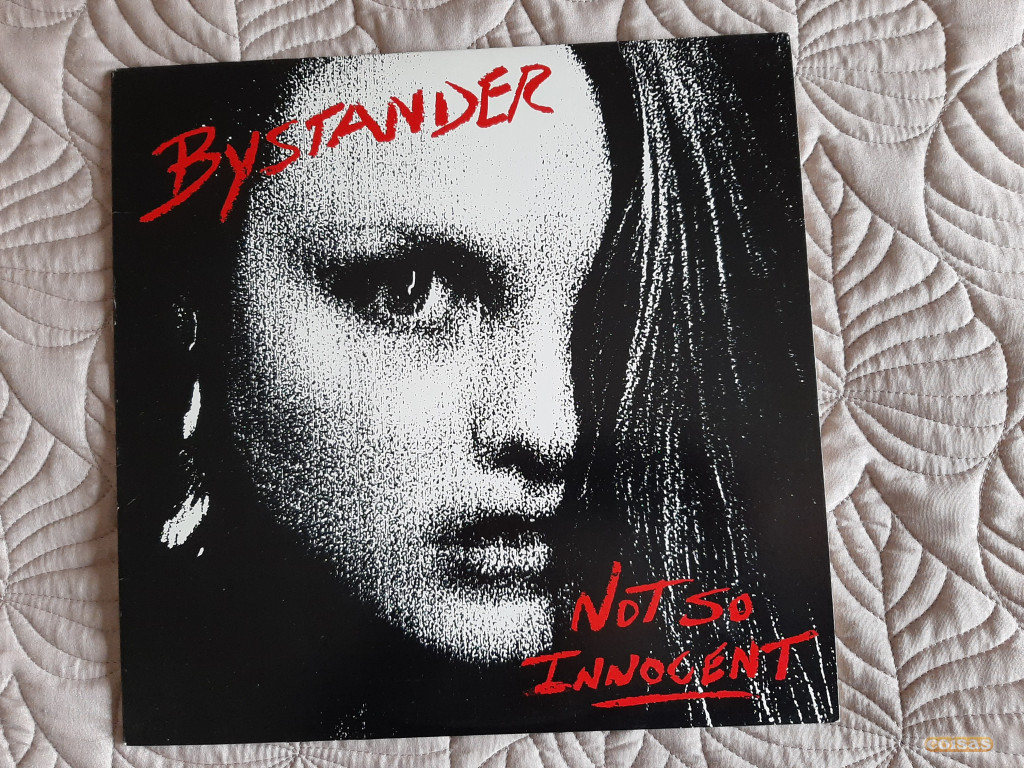 BYSTANDER
NOT SO
INNOCENT
coisas